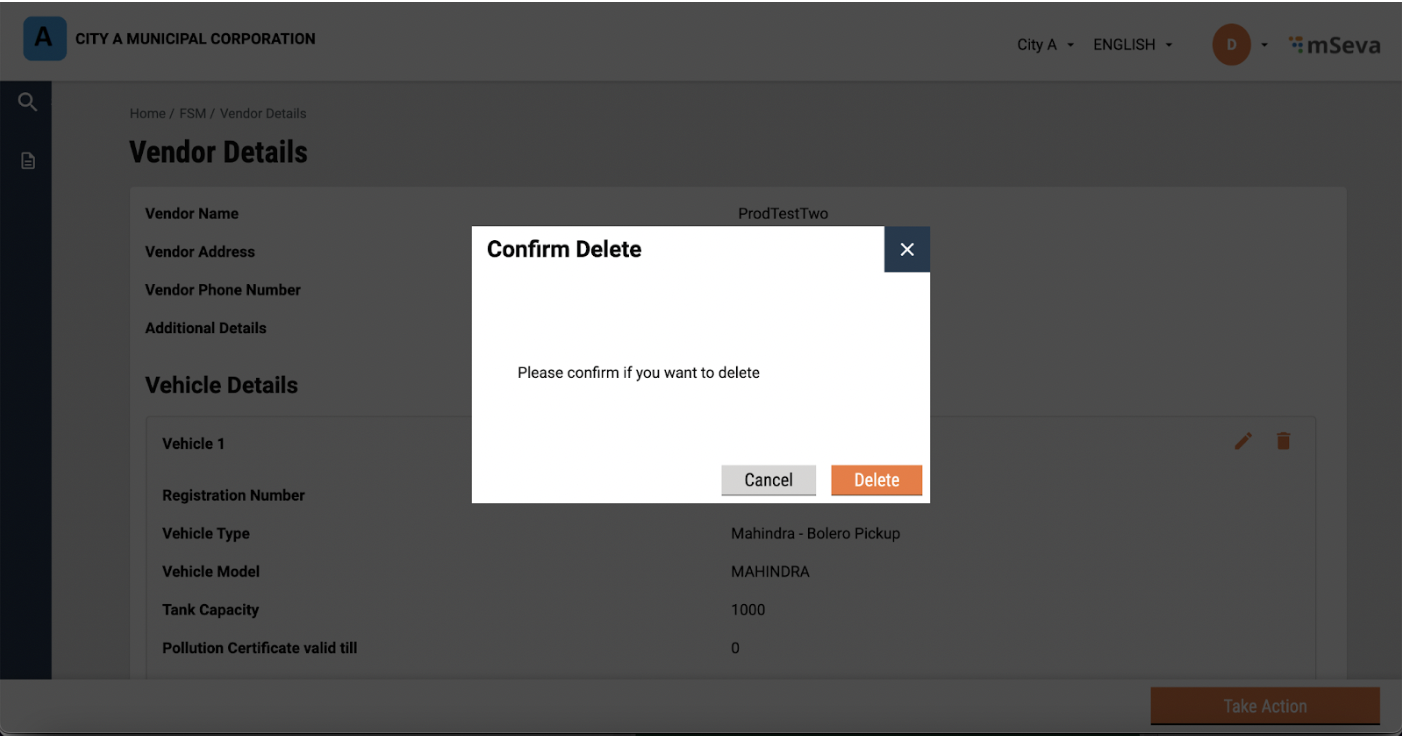 A CITY A MUNICIPAL CORPORATION City A ENGLISH D mSeva
Home / FSM / Vendor Details
Vendor Details
Vendor Name ProdTestTwo
Vendor Address
Vendor Phone Number
Additional Details
Confirm Delete
Please confirm if you want to delete
Cancel Delete
Vehicle Details
Vehicle 1
Registration Number
Vehicle Type Mahindra - Bolero Pickup
Vehicle Model MAHINDRA
Tank Capacity 1000
Pollution Certificate valid till 0
Take Action